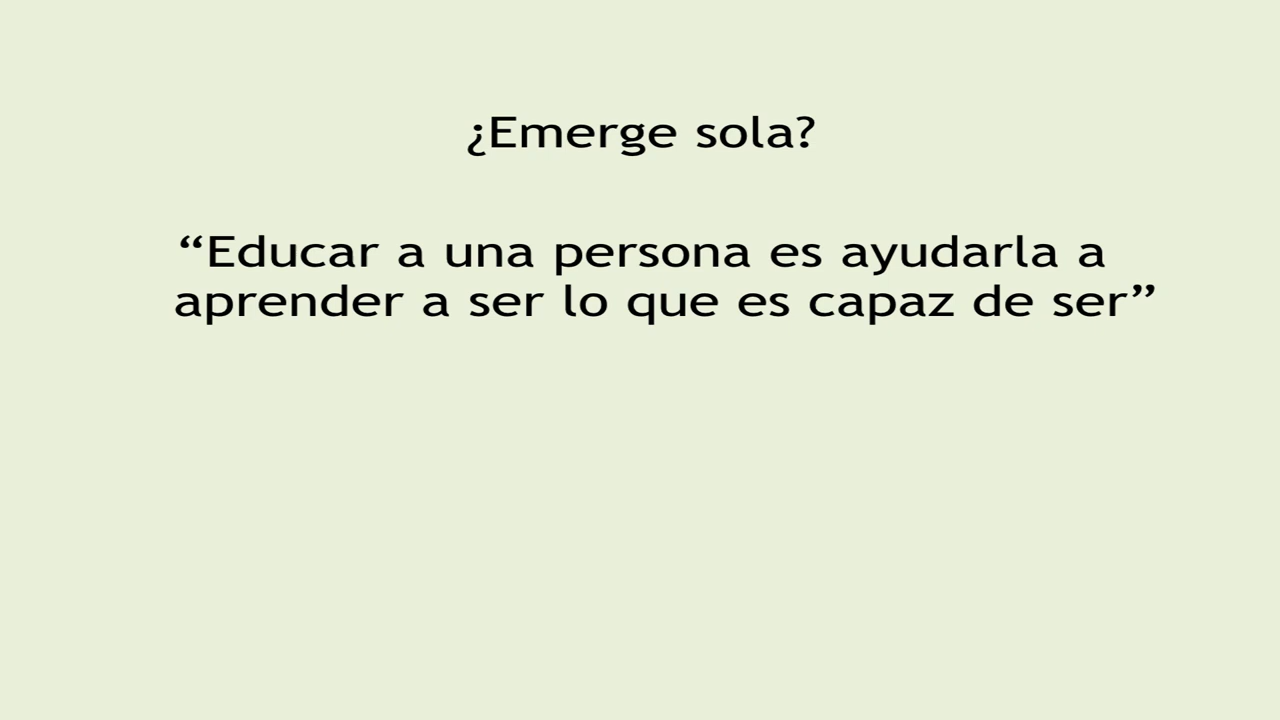 ¿Emerge sola?
“Educar a una persona es ayudarla a
aprender a ser lo que es capaz de ser”